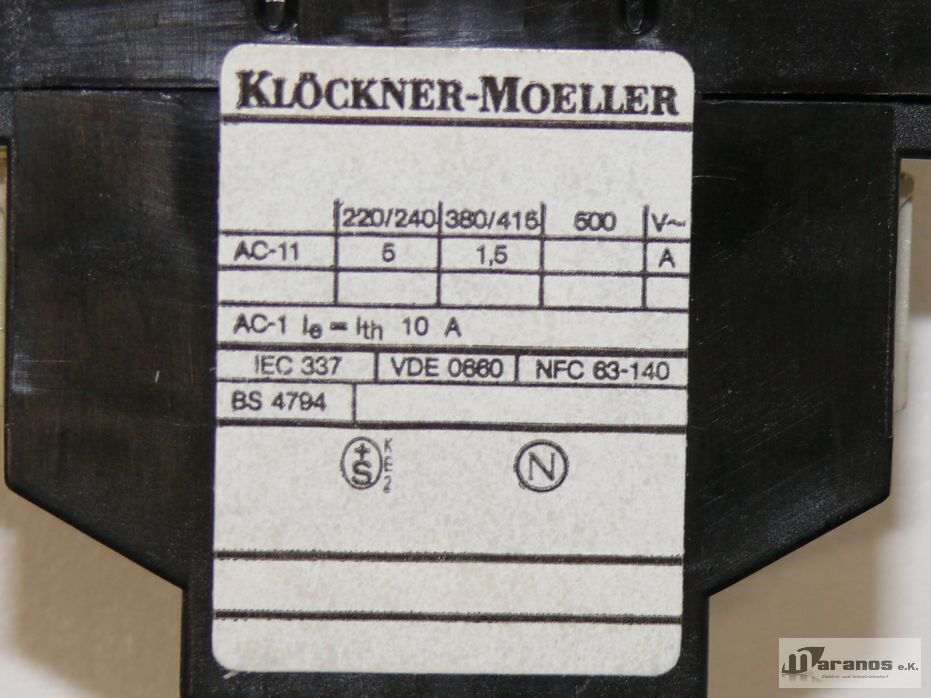 KLÖCKNER-MOELLER
220/240 380/415 500 V~
AC-11 5 1,5 A
AC-1 Ie = Ith 10 A
IEC 337 VDE 0660 NFC 63-140
BS 4794
+S KE2 N
maranos e.K.